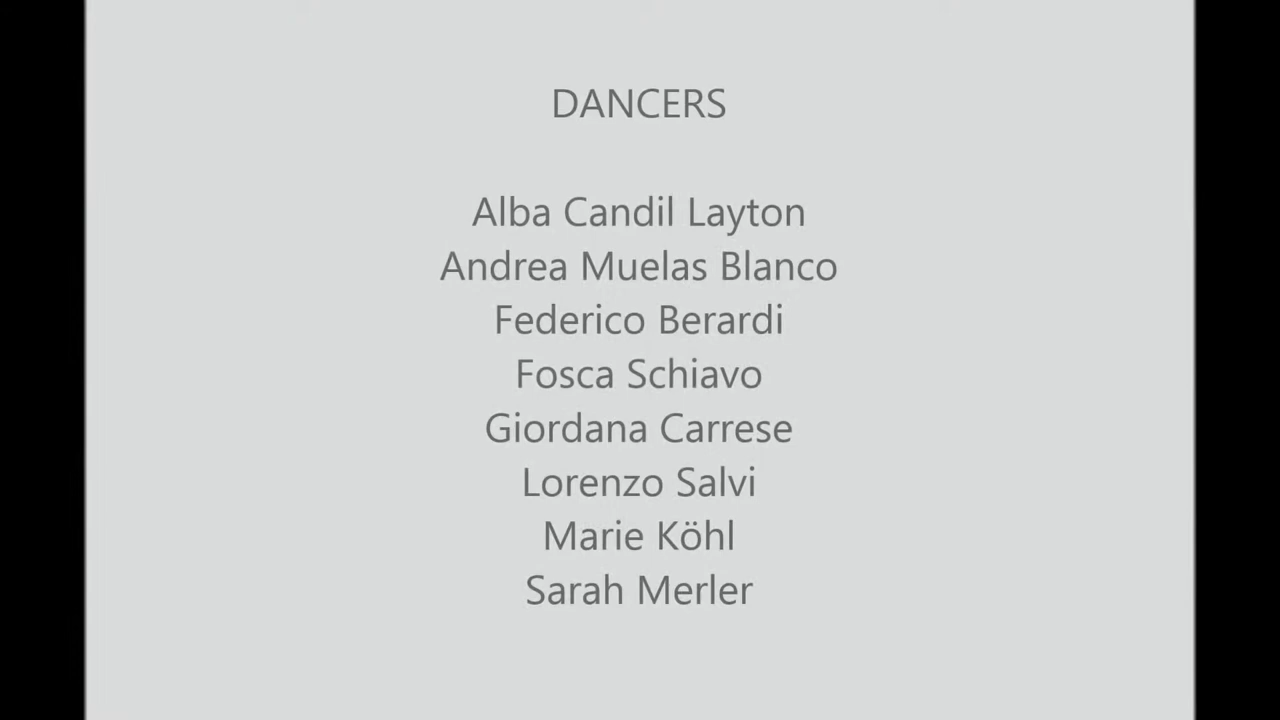 DANCERS
Alba Candil Layton
Andrea Muelas Blanco
Federico Berardi
Fosca Schiavo
Giordana Carrese
Lorenzo Salvi
Marie Köhl
Sarah Merler